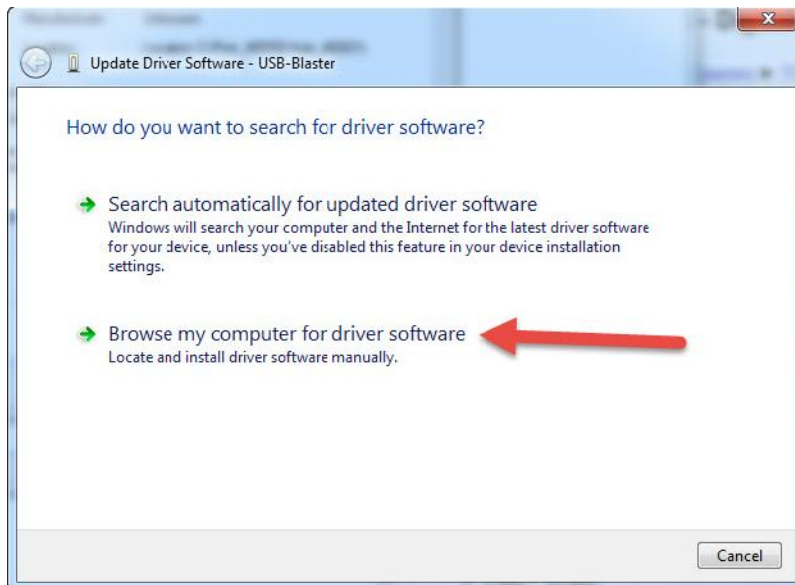 Update Driver Software - USB-Blaster
How do you want to search for driver software?
Search automatically for updated driver software
Windows will search your computer and the Internet for the latest driver software
for your device, unless you've disabled this feature in your device installation
settings.
Browse my computer for driver software
Locate and install driver software manually.
Cancel